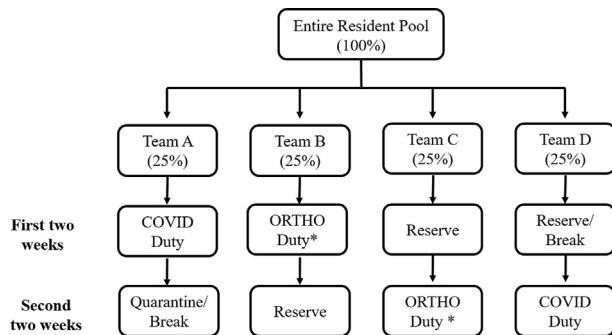 Entire Resident Pool
(100%)
Team A
(25%)
Team B
(25%)
Team C
(25%)
Team D
(25%)
First two
weeks
COVID
Duty
ORTHO
Duty*
Reserve
Reserve/
Break
Second
two weeks
Quarantine/
Break
Reserve
ORTHO
Duty *
COVID
Duty